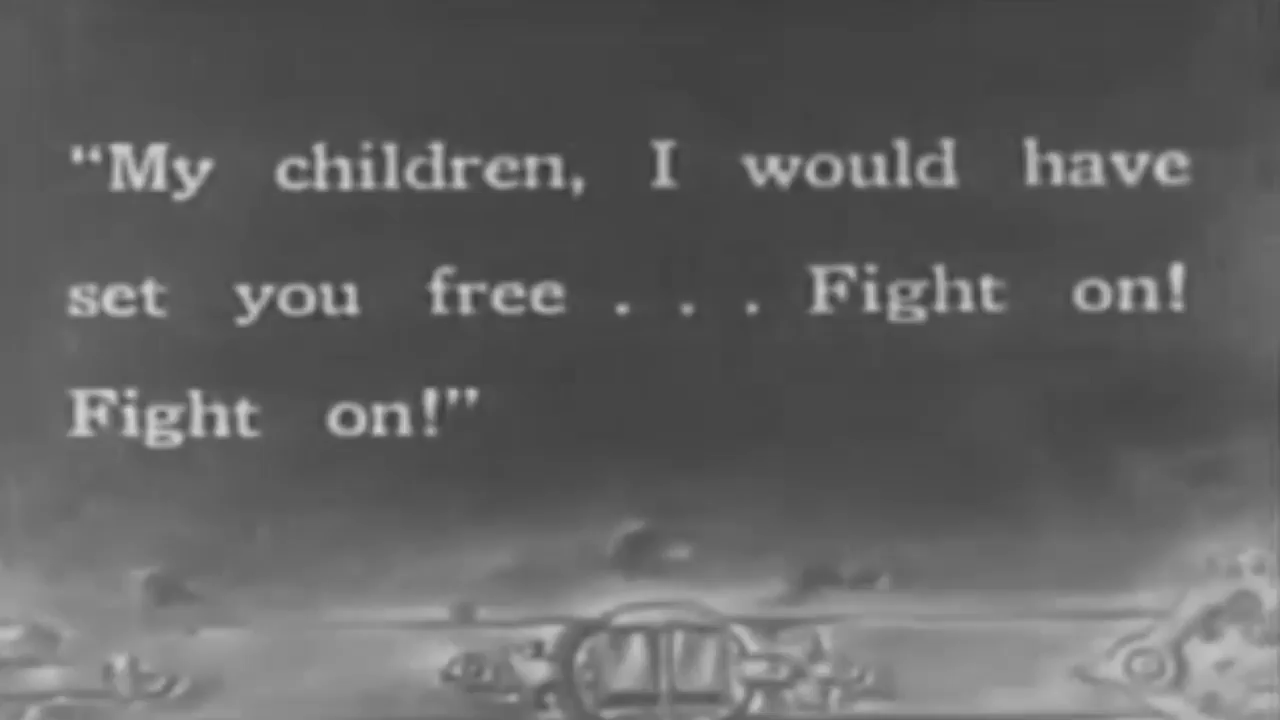 “My children, I would have
set you free . . . Fight on!
Fight on!”